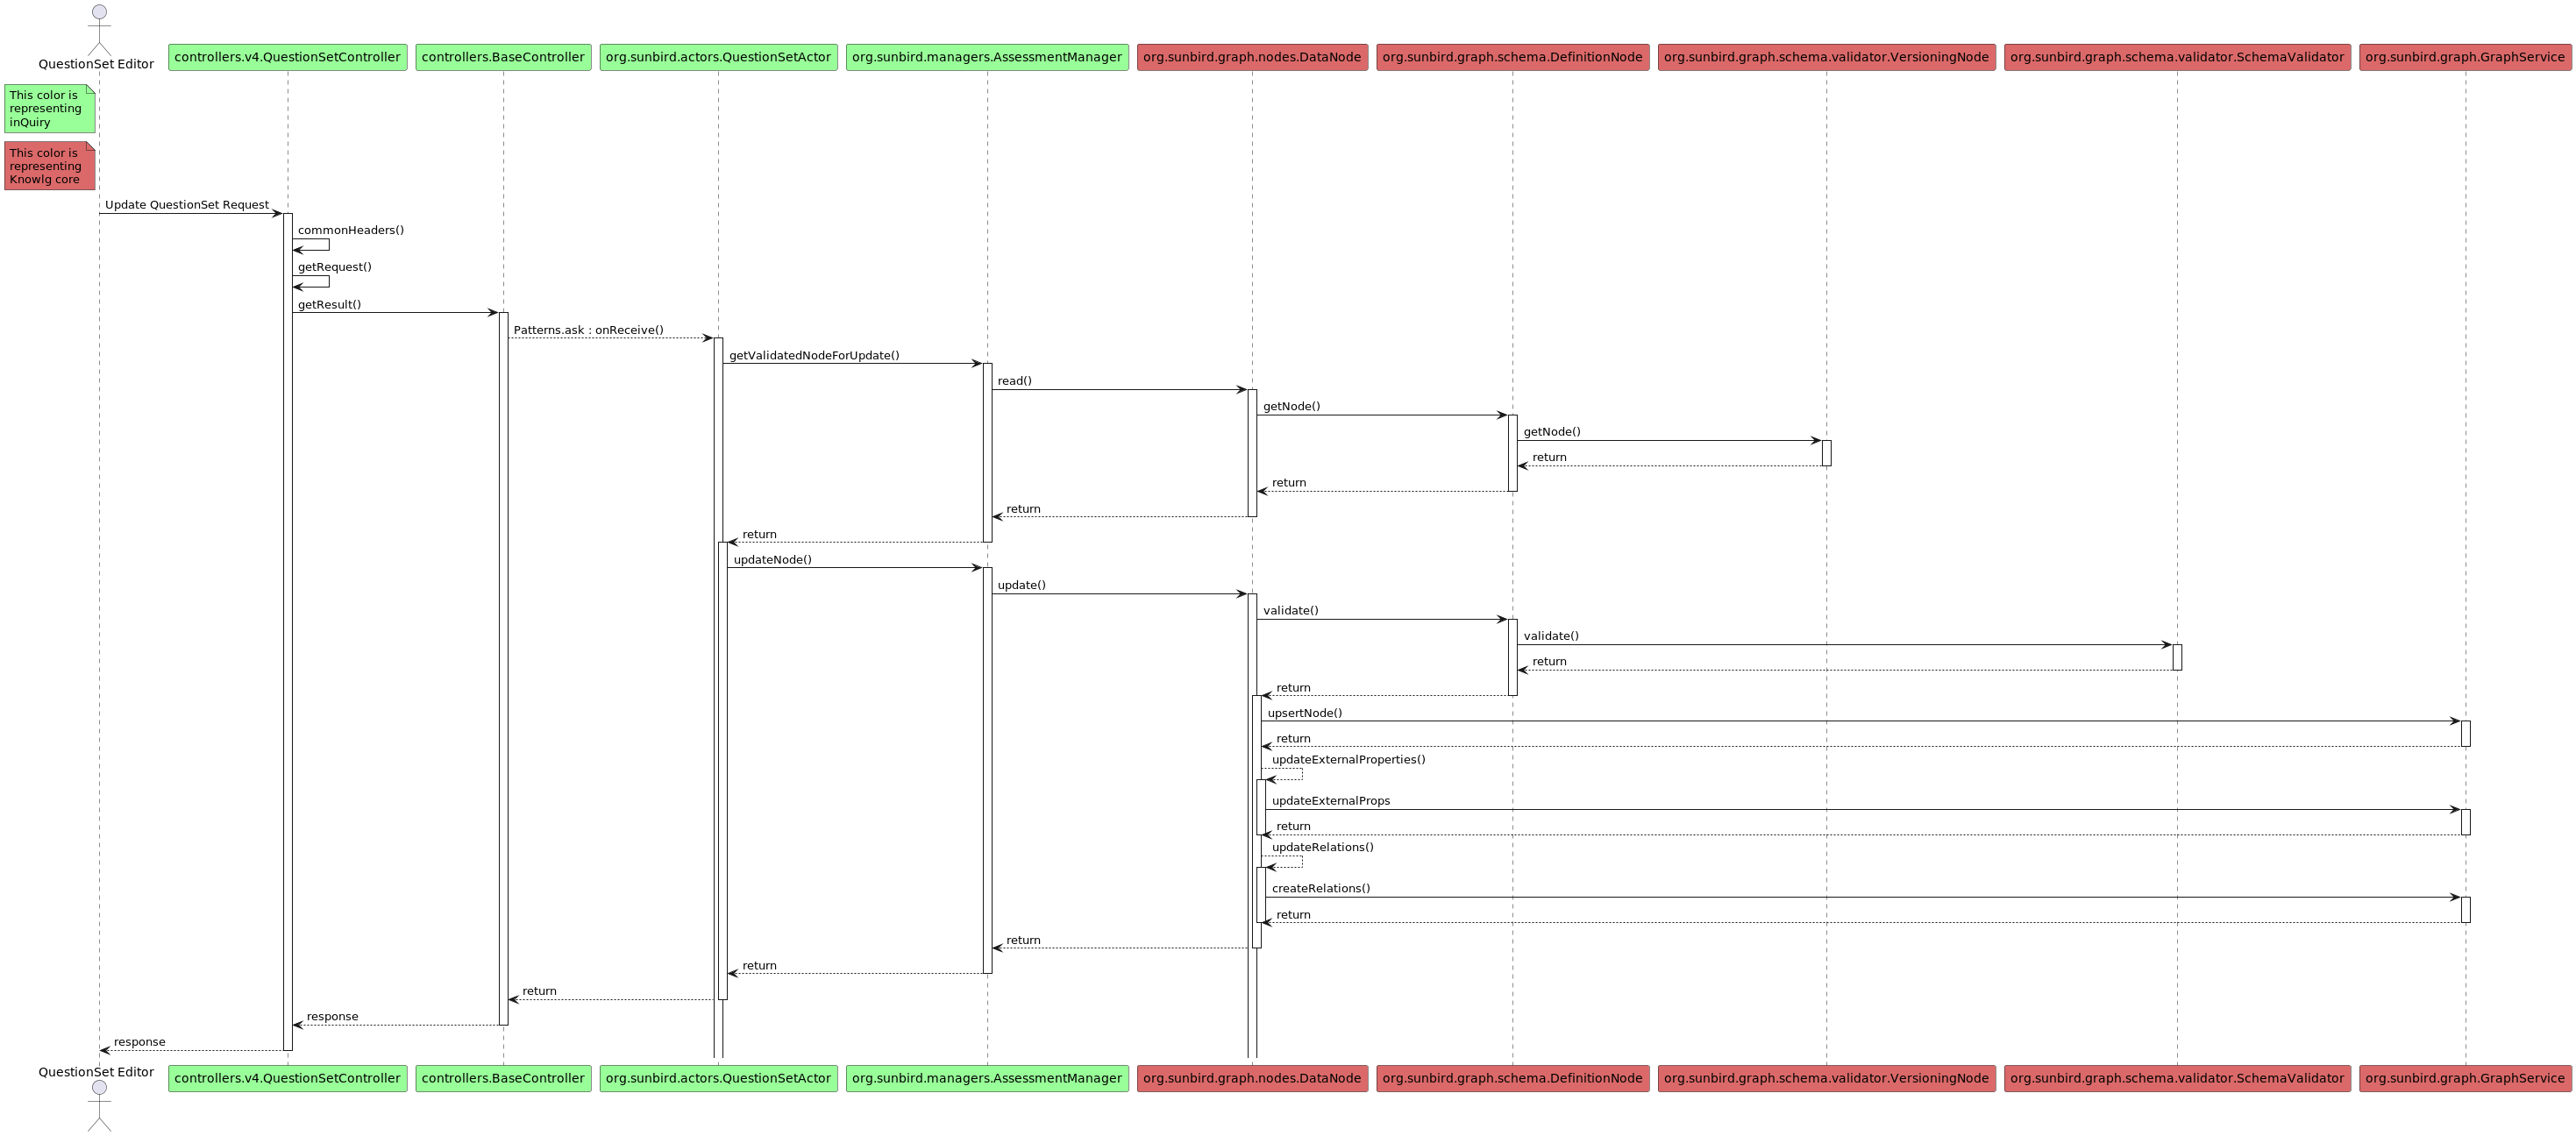 QuestionSet Editor
controllers.v4.QuestionSetController
controllers.BaseController
org.sunbird.actors.QuestionSetActor
org.sunbird.managers.AssessmentManager
org.sunbird.graph.nodes.DataNode
org.sunbird.graph.schema.DefinitionNode
org.sunbird.graph.schema.validator.VersioningNode
org.sunbird.graph.schema.validator.SchemaValidator
org.sunbird.graph.GraphService
This color is
representing
inQuiry
This color is
representing
Knowlg core
Update QuestionSet Request
commonHeaders()
getRequest()
getResult()
Patterns.ask : onReceive()
getValidatedNodeForUpdate()
read()
getNode()
getNode()
return
return
return
return
updateNode()
update()
validate()
validate()
return
return
upsertNode()
return
updateExternalProperties()
updateExternalProps
return
updateRelations()
createRelations()
return
return
return
return
response
response
QuestionSet Editor
controllers.v4.QuestionSetController
controllers.BaseController
org.sunbird.actors.QuestionSetActor
org.sunbird.managers.AssessmentManager
org.sunbird.graph.nodes.DataNode
org.sunbird.graph.schema.DefinitionNode
org.sunbird.graph.schema.validator.VersioningNode
org.sunbird.graph.schema.validator.SchemaValidator
org.sunbird.graph.GraphService